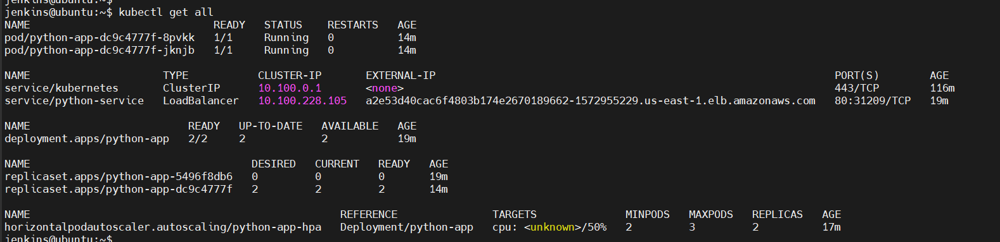 jenkins@ubuntu:~$
jenkins@ubuntu:~$ kubectl get all
NAME                             READY   STATUS    RESTARTS   AGE
pod/python-app-dc9c4777f-8pvkk   1/1     Running   0          14m
pod/python-app-dc9c4777f-jknjb   1/1     Running   0          14m
NAME                     TYPE           CLUSTER-IP       EXTERNAL-IP                                                               PORT(S)        AGE
service/kubernetes       ClusterIP      10.100.0.1       <none>                                                                    443/TCP        116m
service/python-service   LoadBalancer   10.100.228.105   a2e53d40cac6f4803b174e2670189662-1572955229.us-east-1.elb.amazonaws.com   80:31209/TCP   19m
NAME                         READY   UP-TO-DATE   AVAILABLE   AGE
deployment.apps/python-app   2/2     2            2           19m
NAME                                   DESIRED   CURRENT   READY   AGE
replicaset.apps/python-app-5496f8db6   0         0         0       19m
replicaset.apps/python-app-dc9c4777f   2         2         2       14m
NAME                                                 REFERENCE               TARGETS              MINPODS   MAXPODS   REPLICAS   AGE
horizontalpodautoscaler.autoscaling/python-app-hpa   Deployment/python-app   cpu: <unknown>/50%   2         3         2          17m
jenkins@ubuntu:~$